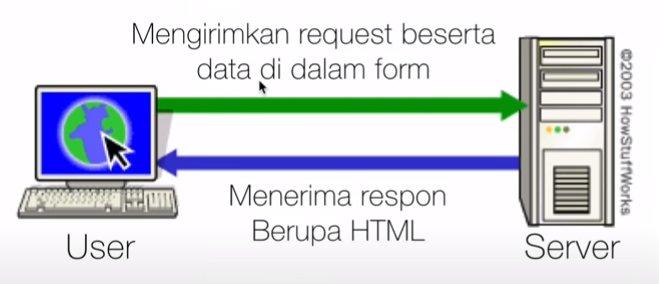 Mengirimkan request beserta
data di dalam form
©2003 HowStuffWorks
Menerima respon
Berupa HTML
User
Server